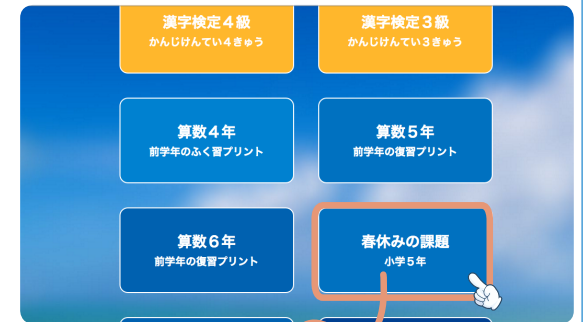 漢字検定４級
かんじけんてい4きゅう
漢字検定３級
かんじけんてい3きゅう
算数４年
前学年のふく習プリント
算数５年
前学年の復習プリント
算数６年
前学年の復習プリント
春休みの課題
小学５年